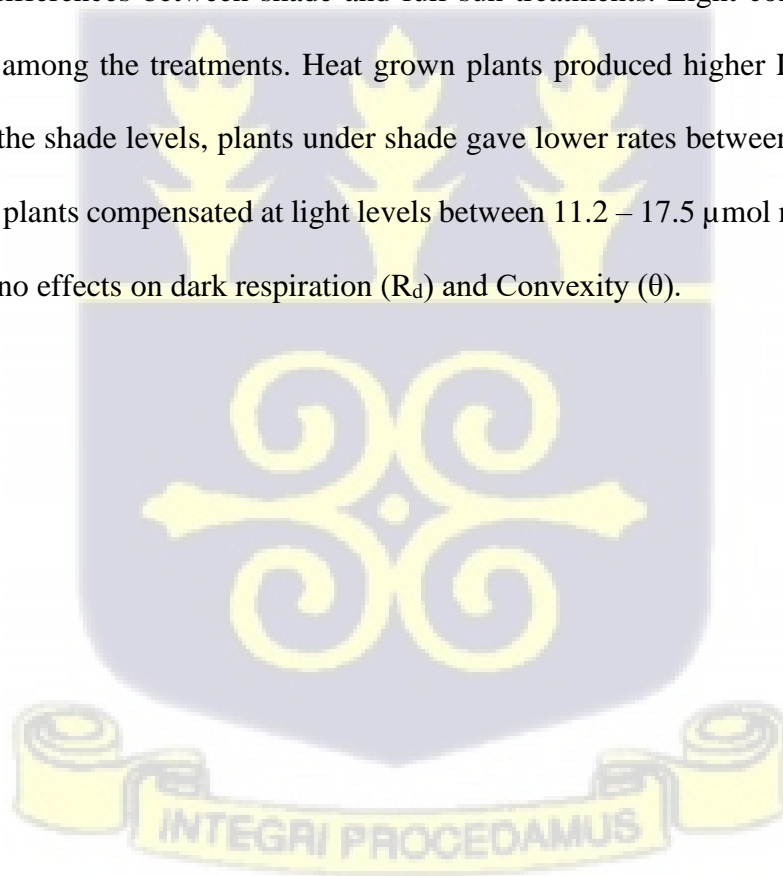 between shade and full sun treatments. Light
among the treatments. Heat grown plants produced higher
the shade levels, plants under shade gave lower rates between
plants compensated at light levels between 11.2 – 17.5 µmol
no effects on dark respiration (Rd) and Convexity (θ).
INTEGRI PROCEDAMUS